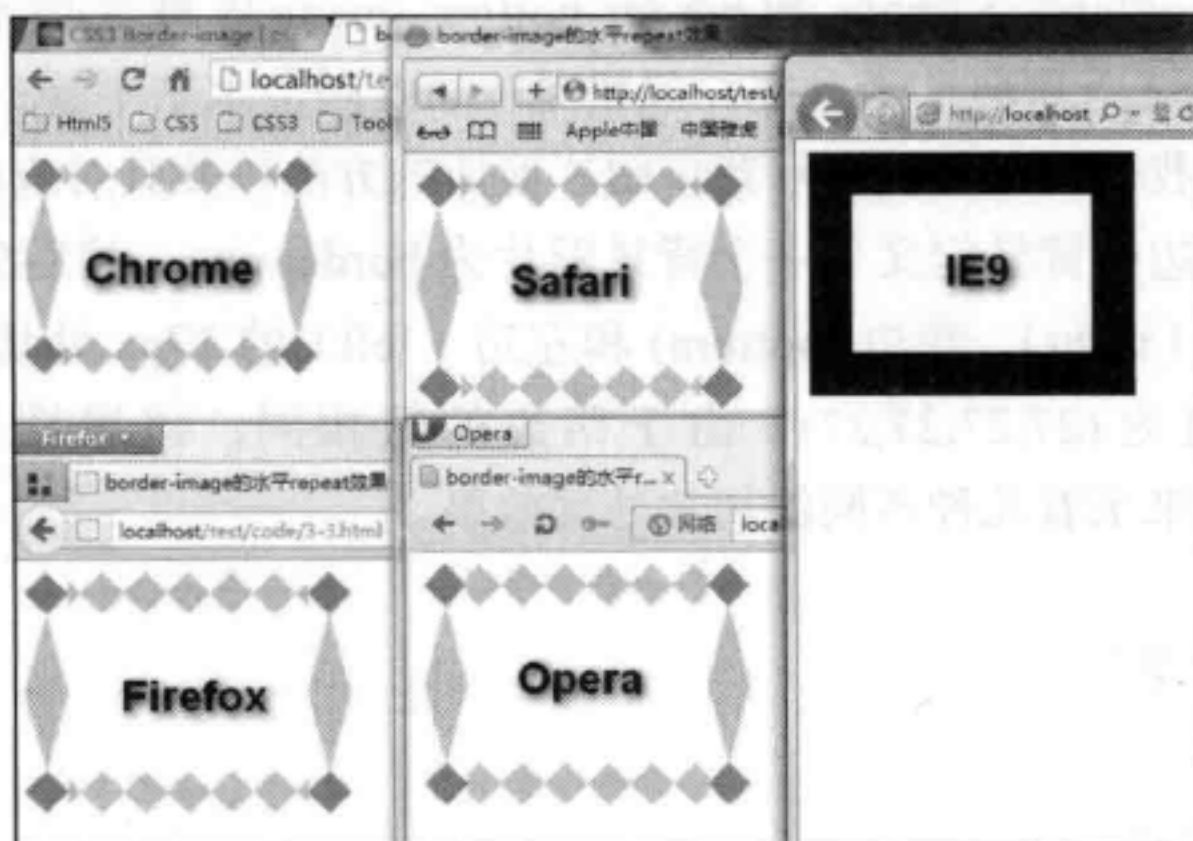 CSS3 Border-image
b
border-image的水平repeat效果
localhost/te
Html5 CSS CSS3 Tool
http://localhost/test/
Apple中国 中国雅虎
http://localhost
Chrome
Safari
IE9
Firefox
border-image的水平repeat效果
localhost/test/code/3-3.html
Opera
border-image的水平r...
网络 loca
Firefox
Opera